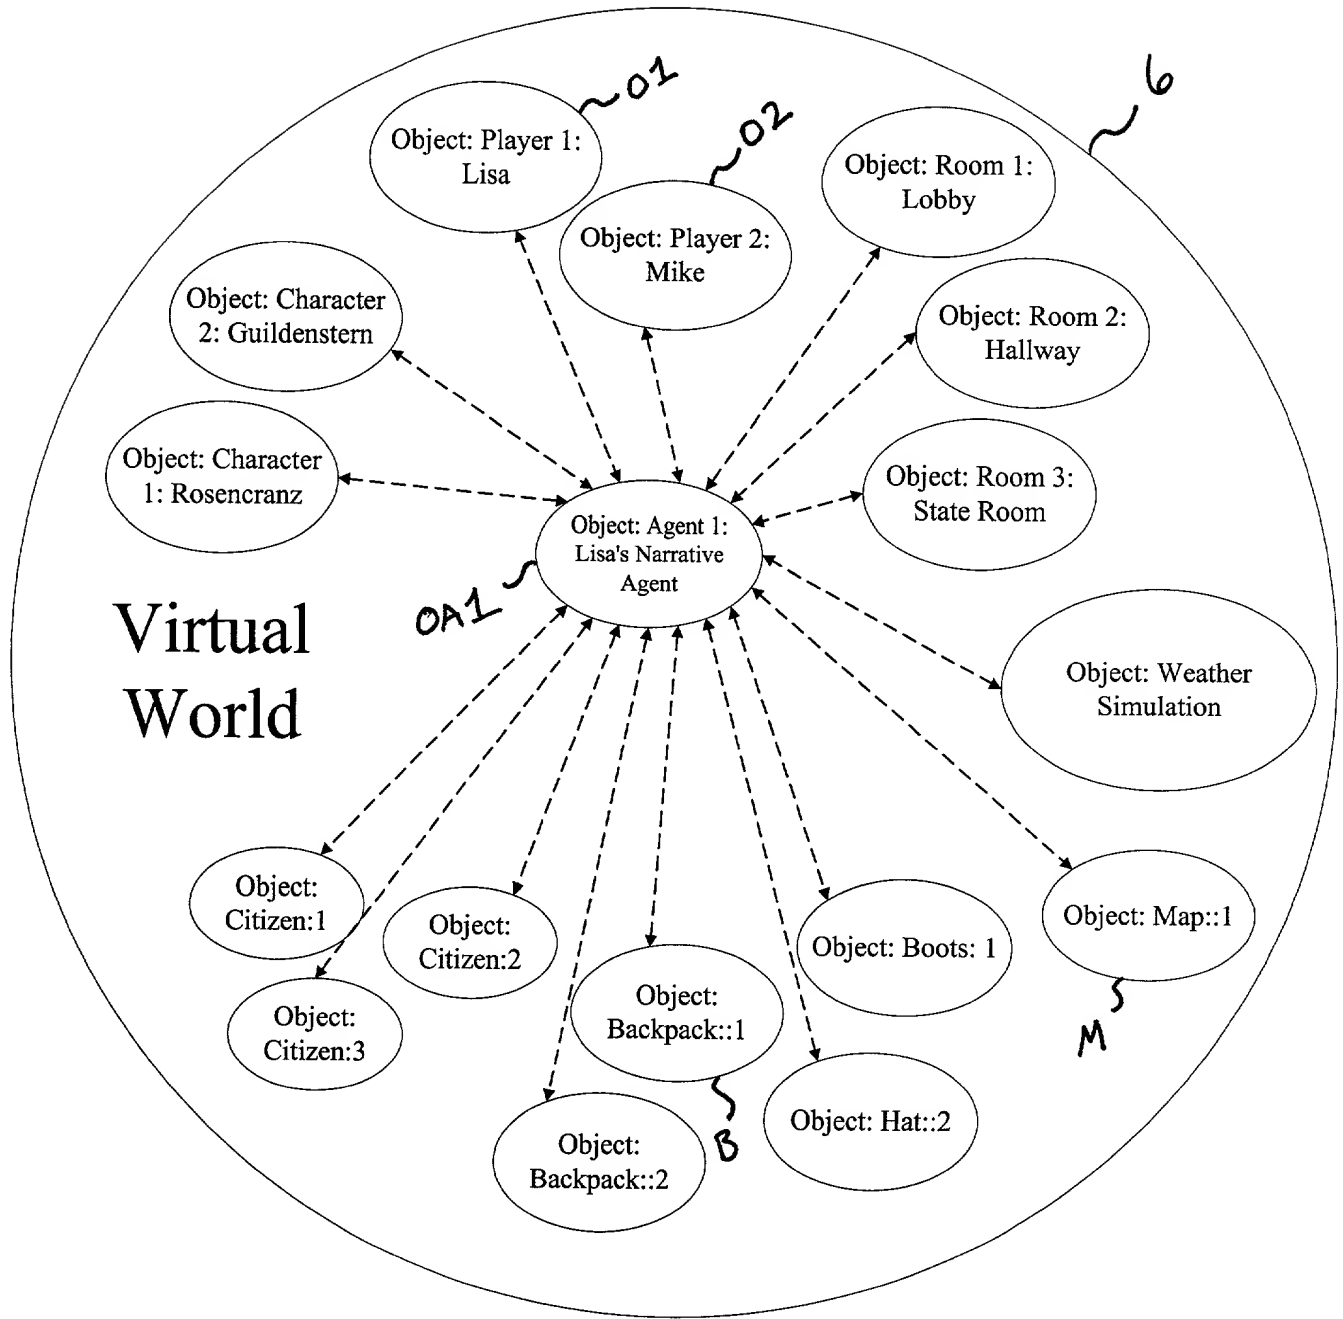 6
O1
Object: Player 1:
Lisa
O2
Object: Player 2:
Mike
Object: Room 1:
Lobby
Object: Character
2: Guildenstern
Object: Room 2:
Hallway
Object: Character
1: Rosencranz
Object: Room 3:
State Room
Object: Agent 1:
Lisa's Narrative
Agent
OA1
Virtual
World
Object: Weather
Simulation
Object:
Citizen:1
Object:
Citizen:2
Object:
Citizen:3
Object:
Backpack::1
B
Object:
Backpack::2
Object: Boots: 1
Object: Hat::2
Object: Map::1
M